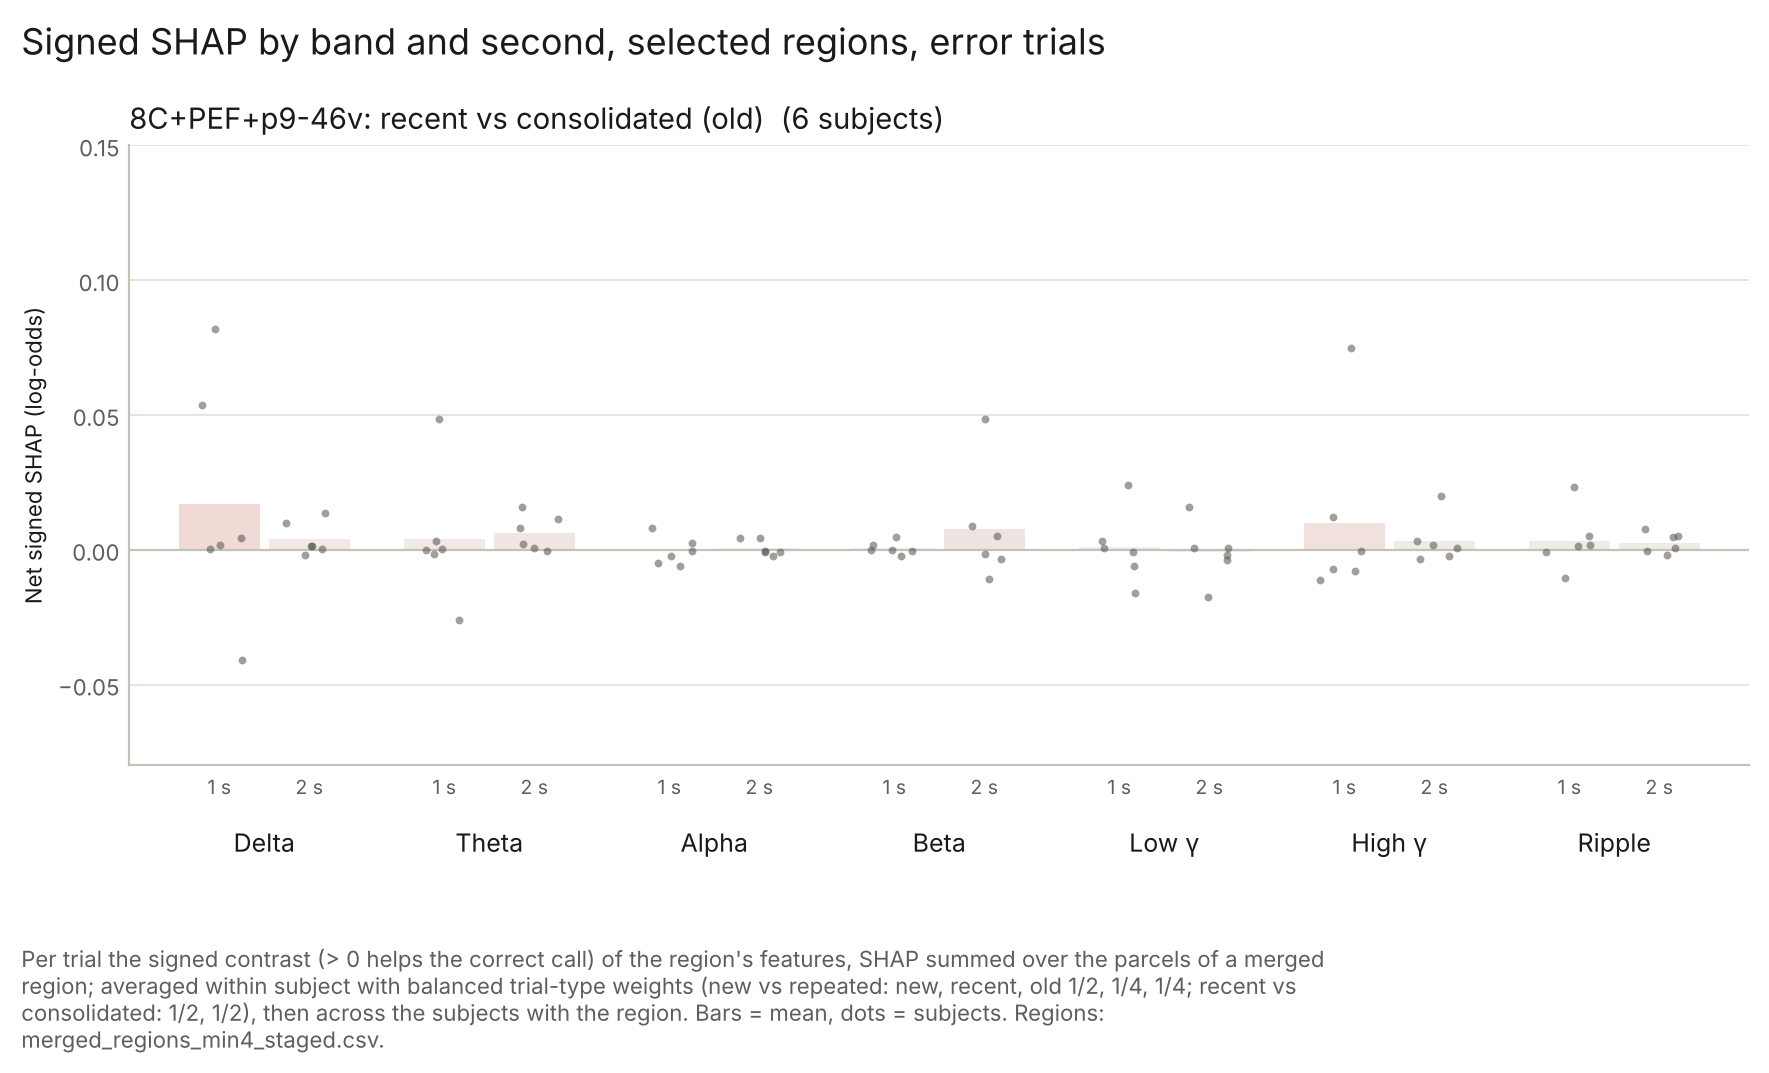 Signed SHAP by band and second, selected regions, error trials
8C+PEF+p9-46v: recent vs consolidated (old)  (6 subjects)
Net signed SHAP (log-odds)
0.15
0.10
0.05
0.00
−0.05
1 s
2 s
1 s
2 s
1 s
2 s
1 s
2 s
1 s
2 s
1 s
2 s
1 s
2 s
Delta
Theta
Alpha
Beta
Low γ
High γ
Ripple
Per trial the signed contrast (> 0 helps the correct call) of the region's features, SHAP summed over the parcels of a merged
region; averaged within subject with balanced trial-type weights (new vs repeated: new, recent, old 1/2, 1/4, 1/4; recent vs
consolidated: 1/2, 1/2), then across the subjects with the region. Bars = mean, dots = subjects. Regions:
merged_regions_min4_staged.csv.